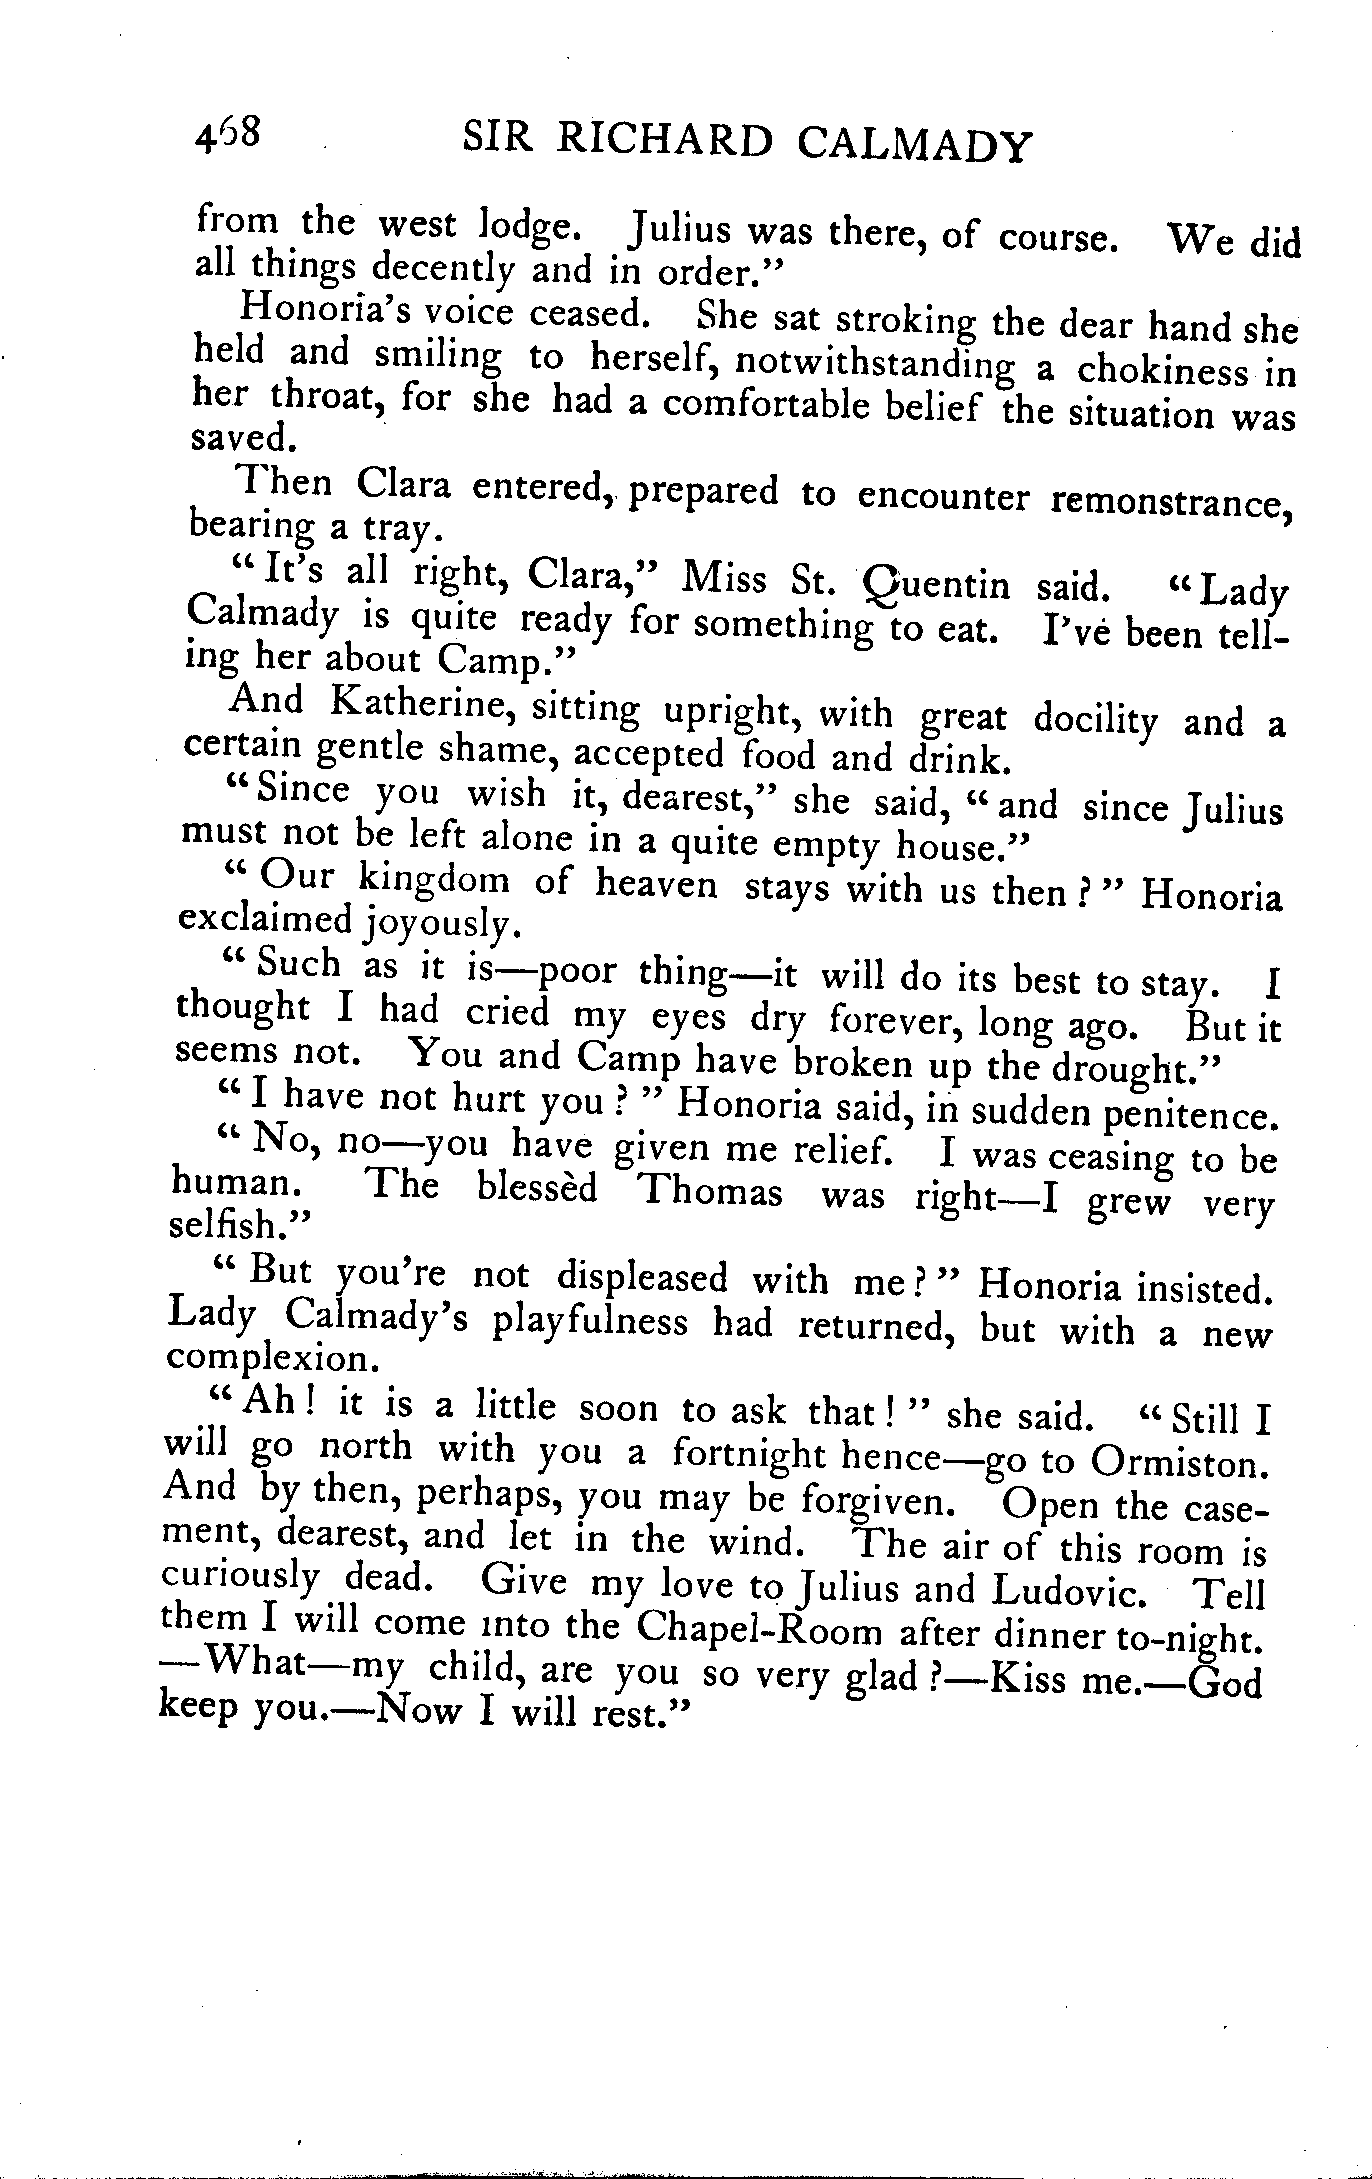 468 SIR RICHARD CALMADY
from the west lodge. Julius was there, of course. We did
all things decently and in order."
Honoria's voice ceased. She sat stroking the dear hand she
held and smiling to herself, notwithstanding a chokiness in
her throat, for she had a comfortable belief the situation was
saved.
Then Clara entered, prepared to encounter remonstrance,
bearing a tray.
"It's all right, Clara," Miss St. Quentin said. "Lady
Calmady is quite ready for something to eat. I've been tell-
ing her about Camp."
And Katherine, sitting upright, with great docility and a
certain gentle shame, accepted food and drink.
"Since you wish it, dearest," she said, "and since Julius
must not be left alone in a quite empty house."
"Our kingdom of heaven stays with us then?" Honoria
exclaimed joyously.
"Such as it is—poor thing—it will do its best to stay. I
thought I had cried my eyes dry forever, long ago. But it
seems not. You and Camp have broken up the drought."
"I have not hurt you?" Honoria said, in sudden penitence.
"No, no—you have given me relief. I was ceasing to be
human. The blessèd Thomas was right—I grew very
selfish."
"But you're not displeased with me?" Honoria insisted.
Lady Calmady's playfulness had returned, but with a new
complexion.
"Ah! it is a little soon to ask that!" she said. "Still I
will go north with you a fortnight hence—go to Ormiston.
And by then, perhaps, you may be forgiven. Open the case-
ment, dearest, and let in the wind. The air of this room is
curiously dead. Give my love to Julius and Ludovic. Tell
them I will come into the Chapel-Room after dinner to-night.
—What—my child, are you so very glad?—Kiss me.—God
keep you.—Now I will rest."